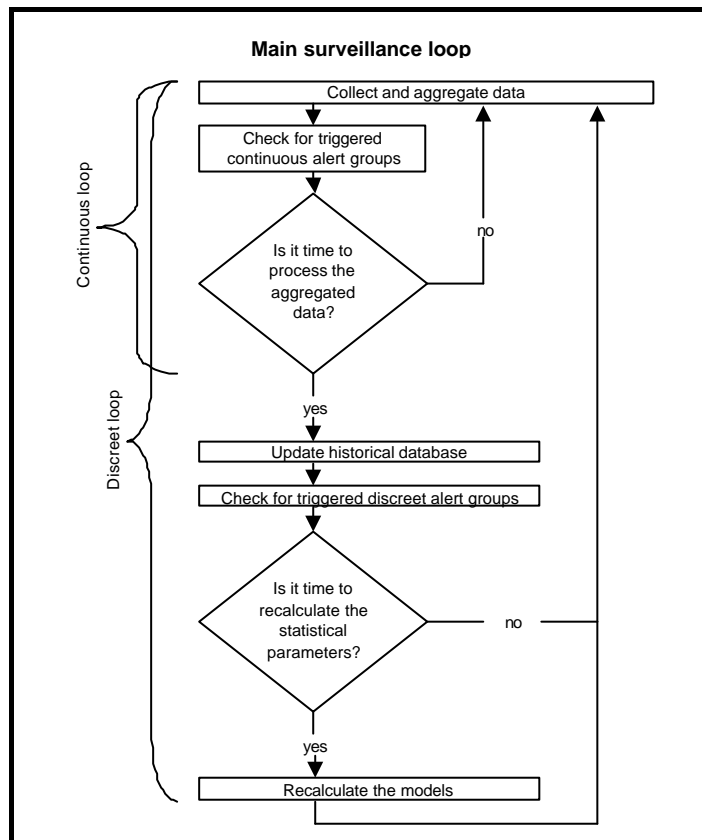 Main surveillance loop
Collect and aggregate data
Check for triggered
continuous alert groups
Continuous loop
Is it time to
process the
aggregated
data?
no
yes
Discreet loop
Update historical database
Check for triggered discreet alert groups
Is it time to
recalculate the
statistical
parameters?
no
yes
Recalculate the models